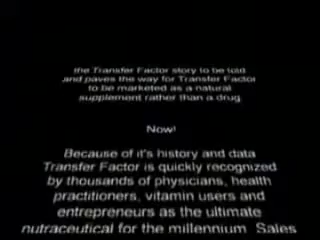 the Transfer Factor story to be told
and paves the way for Transfer Factor
to be marketed as a natural
supplement rather than a drug.
Now!
Because of it's history and data
Transfer Factor is quickly recognized
by thousands of physicians, health
practitioners, vitamin users and
entrepreneurs as the ultimate
nutraceutical for the millennium. Sales